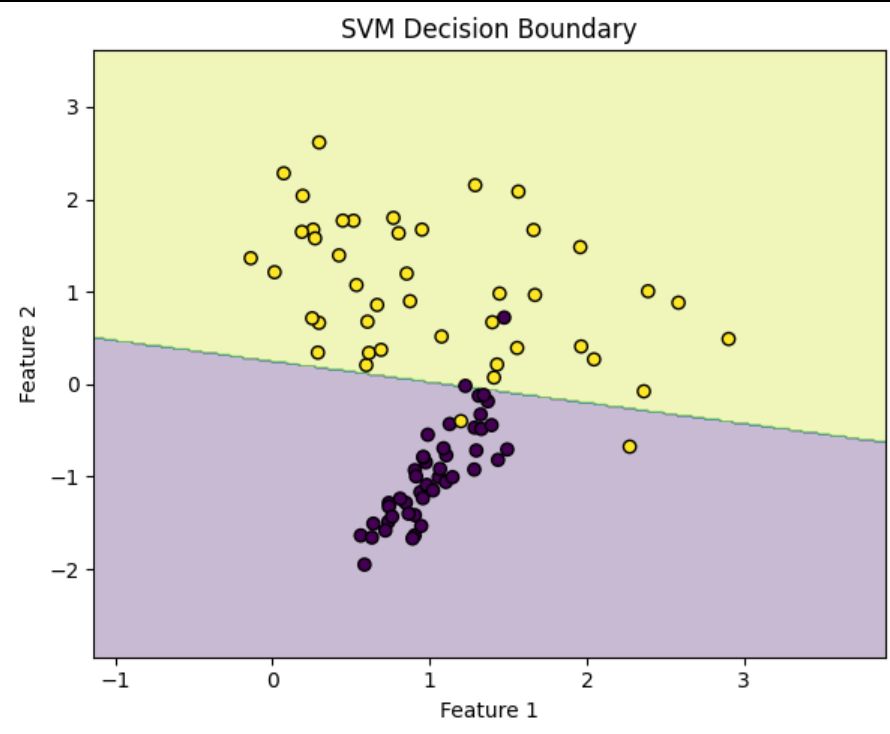 SVM Decision Boundary
3
2
1
0
−1
−2
Feature 2
−1 0 1 2 3
Feature 1